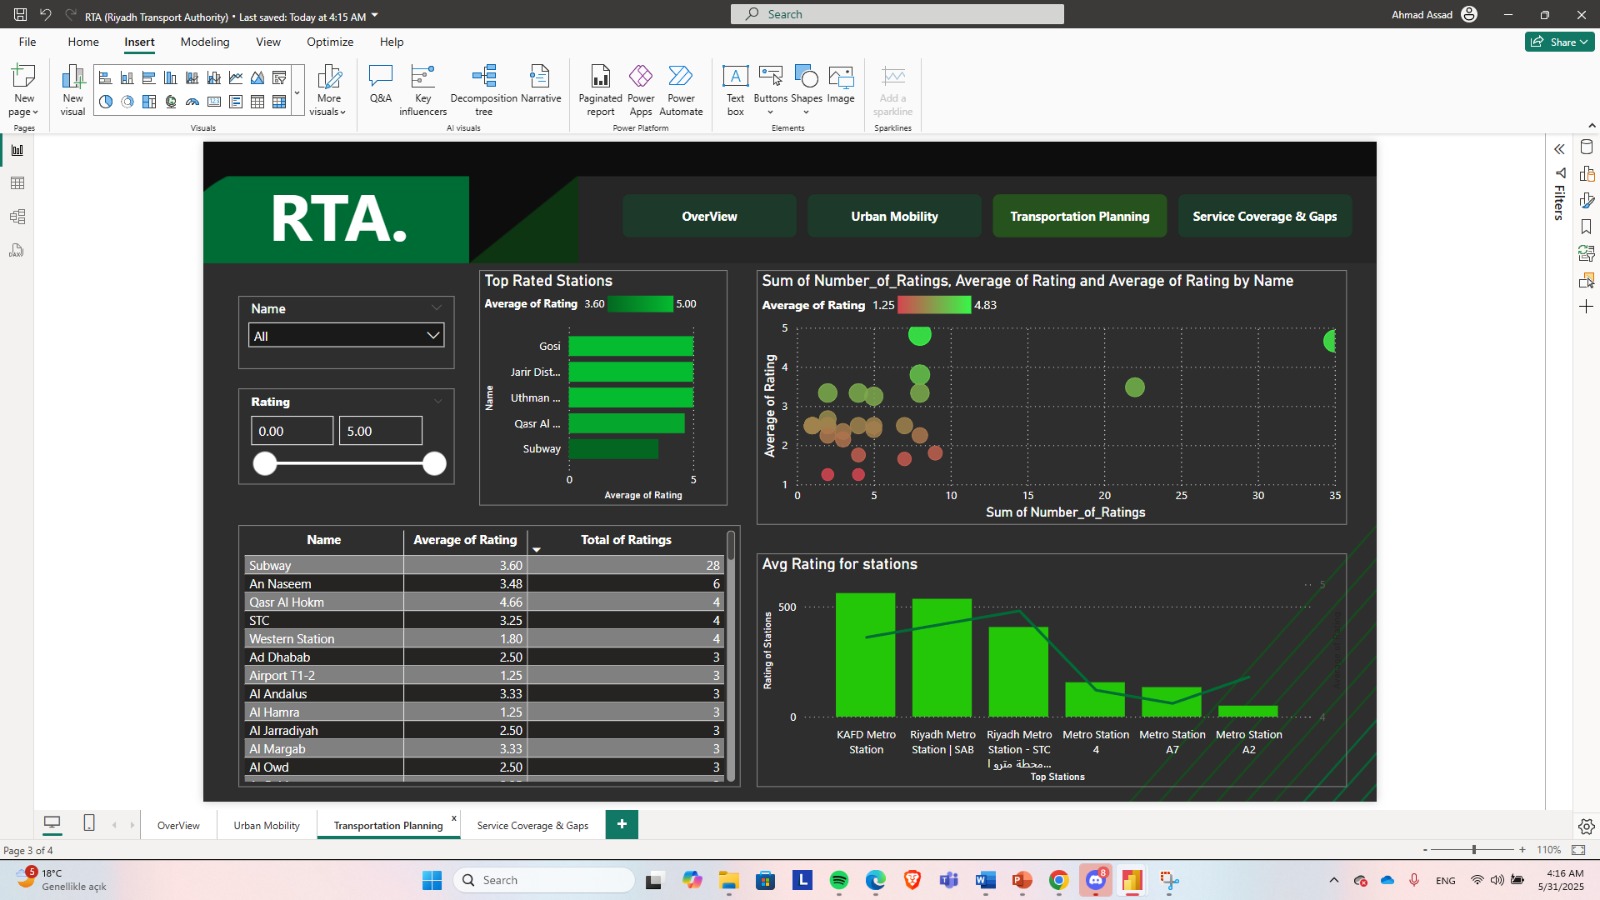 RTA (Riyadh Transport Authority) • Last saved: Today at 4:15 AM
Search
Ahmad Assad
File Home Insert Modeling View Optimize Help
Share
New page
New visual
More visuals
Q&A
Key influencers
Decomposition tree
Narrative
Paginated report
Power Apps
Power Automate
Text box
Buttons
Shapes
Image
Add a sparkline
Pages Visuals AI visuals Power Platform Elements Sparklines
Filters
RTA.
OverView Urban Mobility Transportation Planning Service Coverage & Gaps
Name
All
Rating
0.00 5.00
Top Rated Stations
Average of Rating 3.60 5.00
Name
Gosi
Jarir Dist...
Uthman ...
Qasr Al ...
Subway
0 5
Average of Rating
Sum of Number_of_Ratings, Average of Rating and Average of Rating by Name
Average of Rating 1.25 4.83
Average of Rating
5
4
3
2
1
0 5 10 15 20 25 30 35
Sum of Number_of_Ratings
Name Average of Rating Total of Ratings
Subway 3.60 28
An Naseem 3.48 6
Qasr Al Hokm 4.66 4
STC 3.25 4
Western Station 1.80 4
Ad Dhabab 2.50 3
Airport T1-2 1.25 3
Al Andalus 3.33 3
Al Hamra 1.25 3
Al Jarradiyah 2.50 3
Al Margab 3.33 3
Al Owd 2.50 3
Avg Rating for stations
Rating of Stations
500
0
5
4
KAFD Metro Station
Riyadh Metro Station | SAB
Riyadh Metro Station - STC محطة مترو ا...
Metro Station 4
Metro Station A7
Metro Station A2
Top Stations
OverView Urban Mobility Transportation Planning x Service Coverage & Gaps +
Page 3 of 4
- + 110%
5
18°C
Genellikle açık
Search
8
ENG
4:16 AM
5/31/2025